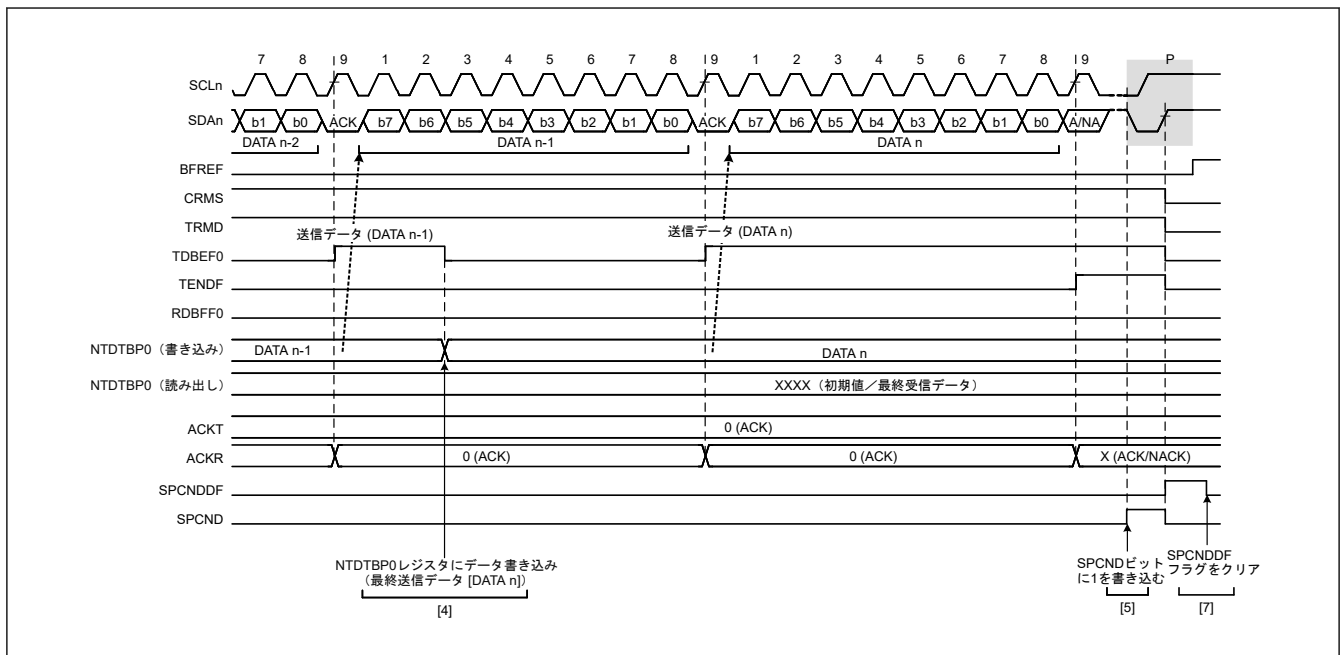 7 8 9 1 2 3 4 5 6 7 8 9 1 2 3 4 5 6 7 8 9 P
SCLn
SDAn b1 b0 ACK b7 b6 b5 b4 b3 b2 b1 b0 ACK b7 b6 b5 b4 b3 b2 b1 b0 A/NA
DATA n-2 DATA n-1 DATA n
BFREF
CRMS
TRMD
送信データ (DATA n-1) 送信データ (DATA n)
TDBEF0
TENDF
RDBFF0
NTDTBP0（書き込み） DATA n-1 DATA n
NTDTBP0（読み出し） XXXX（初期値／最終受信データ）
ACKT 0 (ACK)
ACKR 0 (ACK) 0 (ACK) X (ACK/NACK)
SPCNDDF
SPCND
NTDTBP0レジスタにデータ書き込み
（最終送信データ [DATA n]）
[4]
SPCNDビット
に1を書き込む
[5]
SPCNDDF
フラグをクリア
[7]